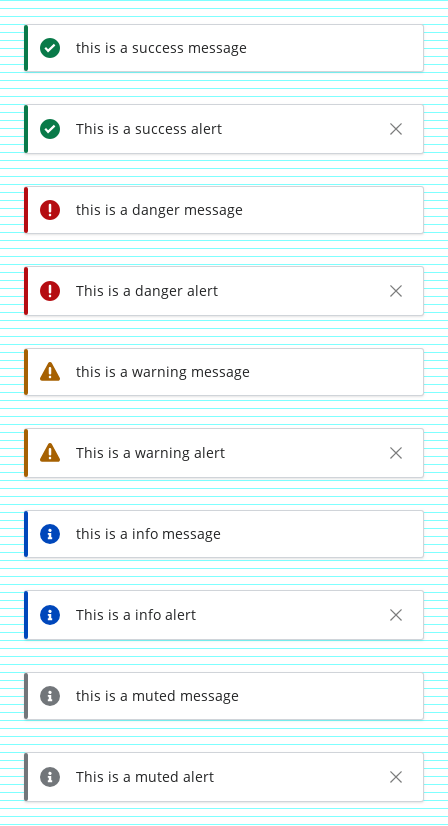 this is a success message
This is a success alert
this is a danger message
This is a danger alert
this is a warning message
This is a warning alert
this is a info message
This is a info alert
this is a muted message
This is a muted alert